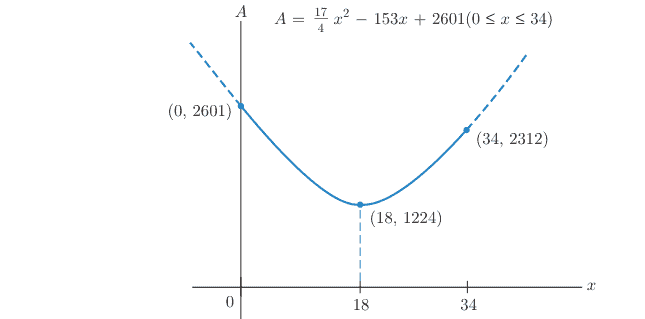 A
A = 17/4 x² − 153x + 2601(0 ≤ x ≤ 34)
(0, 2601)
(34, 2312)
(18, 1224)
x
0
18
34